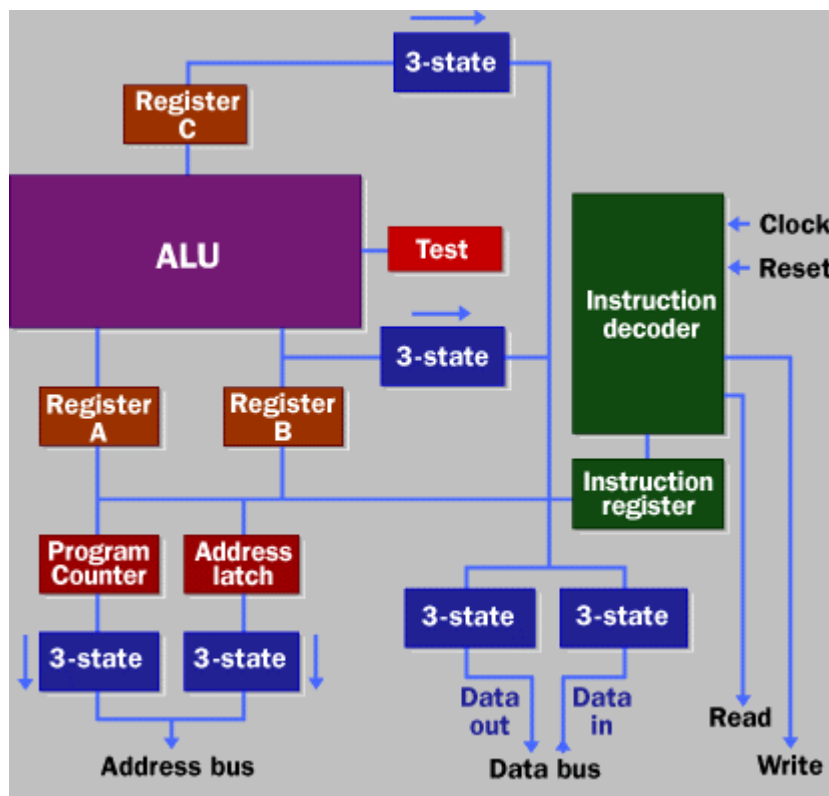 3-state
Register
C
ALU
Test
Clock
Reset
Instruction
decoder
3-state
Register
A
Register
B
Instruction
register
Program
Counter
Address
latch
3-state
3-state
3-state
3-state
Data
out
Data
in
Read
Address bus
Data bus
Write